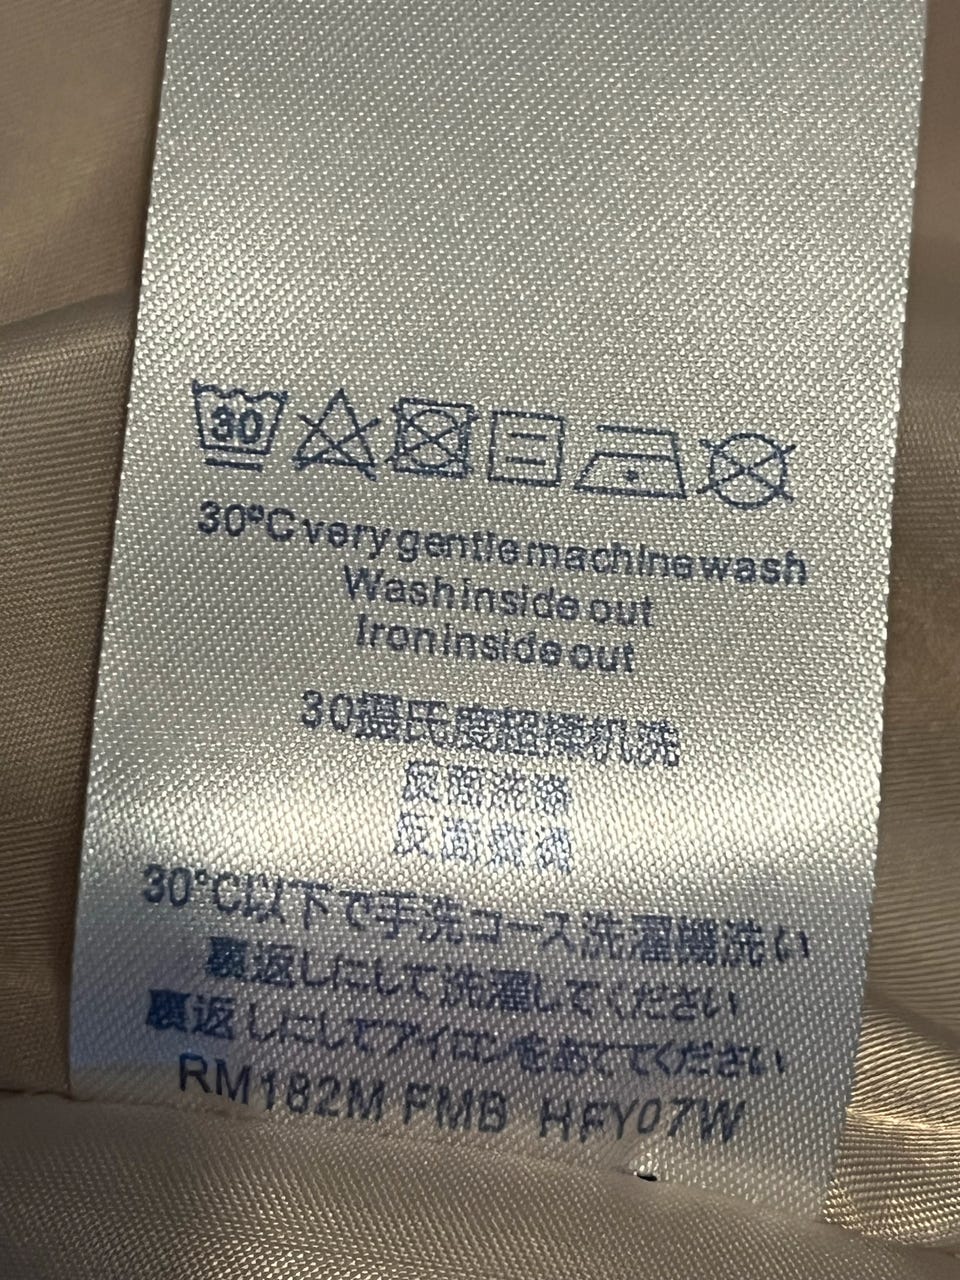 30
30°C very gentle machine wash
Wash inside out
Iron inside out
30摄氏度超柔机洗
反面洗涤
反面熨烫
30℃以下で手洗コース洗濯機洗い
裏返しにして洗濯してください
裏返しにしてアイロンをあててください
RM182M FMB HFY07W